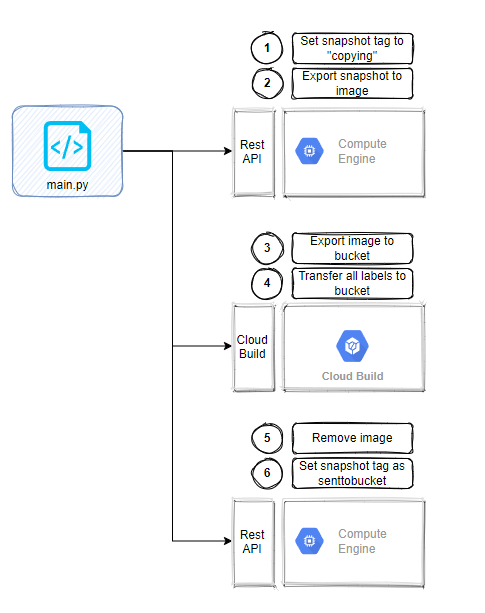 1
Set snapshot tag to
"copying"
2
Export snapshot to
image
</>
main.py
Rest
API
Compute
Engine
3
Export image to
bucket
4
Transfer all labels to
bucket
Cloud
Build
Cloud Build
5
Remove image
6
Set snapshot tag as
senttobucket
Rest
API
Compute
Engine